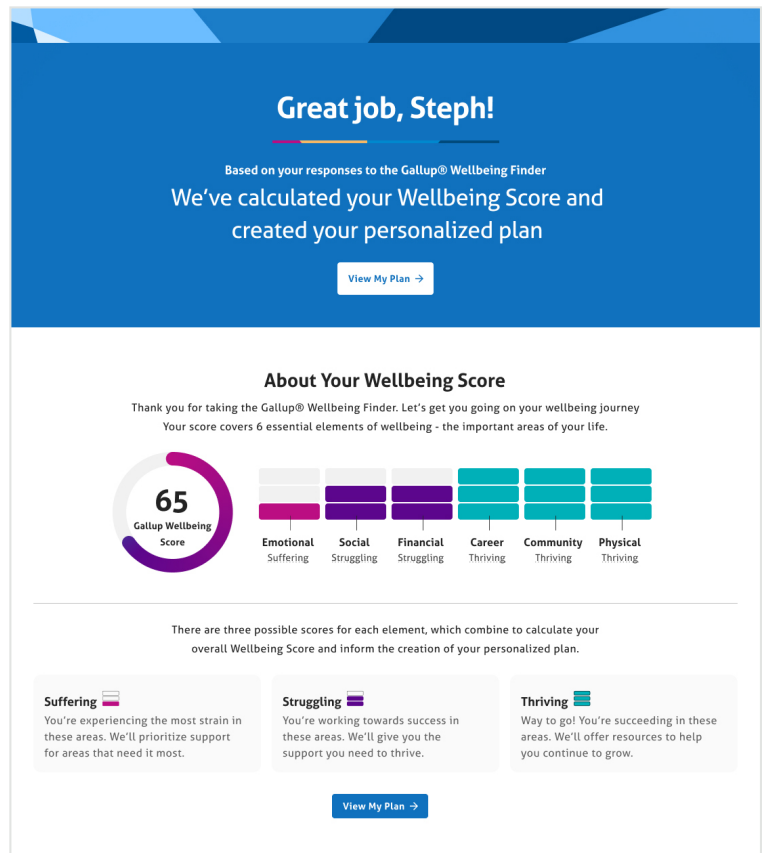 Great job, Steph!
Based on your responses to the Gallup® Wellbeing Finder
We've calculated your Wellbeing Score and
created your personalized plan
View My Plan →
About Your Wellbeing Score
Thank you for taking the Gallup® Wellbeing Finder. Let's get you going on your wellbeing journey
Your score covers 6 essential elements of wellbeing - the important areas of your life.
65
Gallup Wellbeing
Score
Emotional Social Financial Career Community Physical
Suffering Struggling Struggling Thriving Thriving Thriving
There are three possible scores for each element, which combine to calculate your
overall Wellbeing Score and inform the creation of your personalized plan.
Suffering
You're experiencing the most strain in
these areas. We'll prioritize support
for areas that need it most.
Struggling
You're working towards success in
these areas. We'll give you the
support you need to thrive.
Thriving
Way to go! You're succeeding in these
areas. We'll offer resources to help
you continue to grow.
View My Plan →